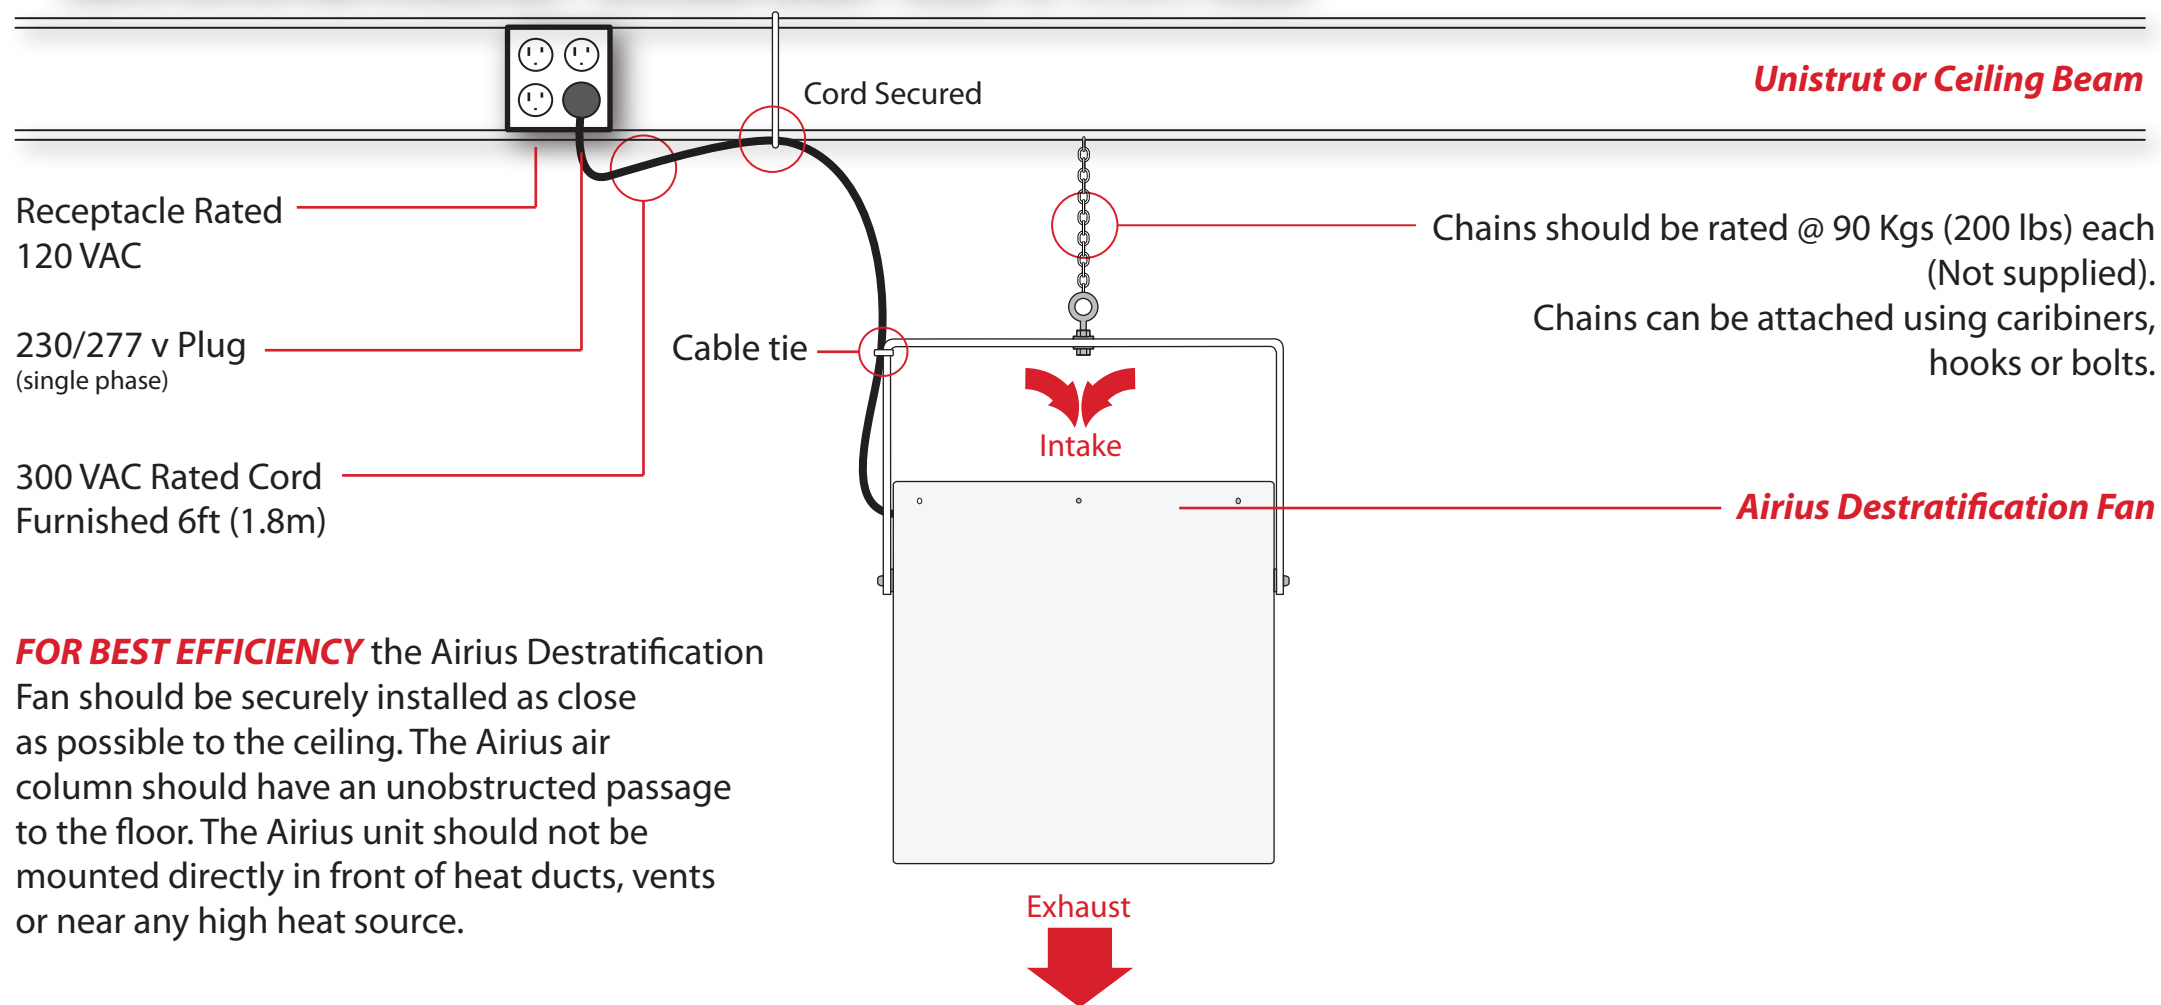 Unistrut or Ceiling Beam
Cord Secured
Receptacle Rated
120 VAC
230/277 v Plug
(single phase)
300 VAC Rated Cord
Furnished 6ft (1.8m)
Cable tie
Chains should be rated @ 90 Kgs (200 lbs) each
(Not supplied).
Chains can be attached using caribiners,
hooks or bolts.
Intake
Airius Destratification Fan
FOR BEST EFFICIENCY the Airius Destratification
Fan should be securely installed as close
as possible to the ceiling. The Airius air
column should have an unobstructed passage
to the floor. The Airius unit should not be
mounted directly in front of heat ducts, vents
or near any high heat source.
Exhaust